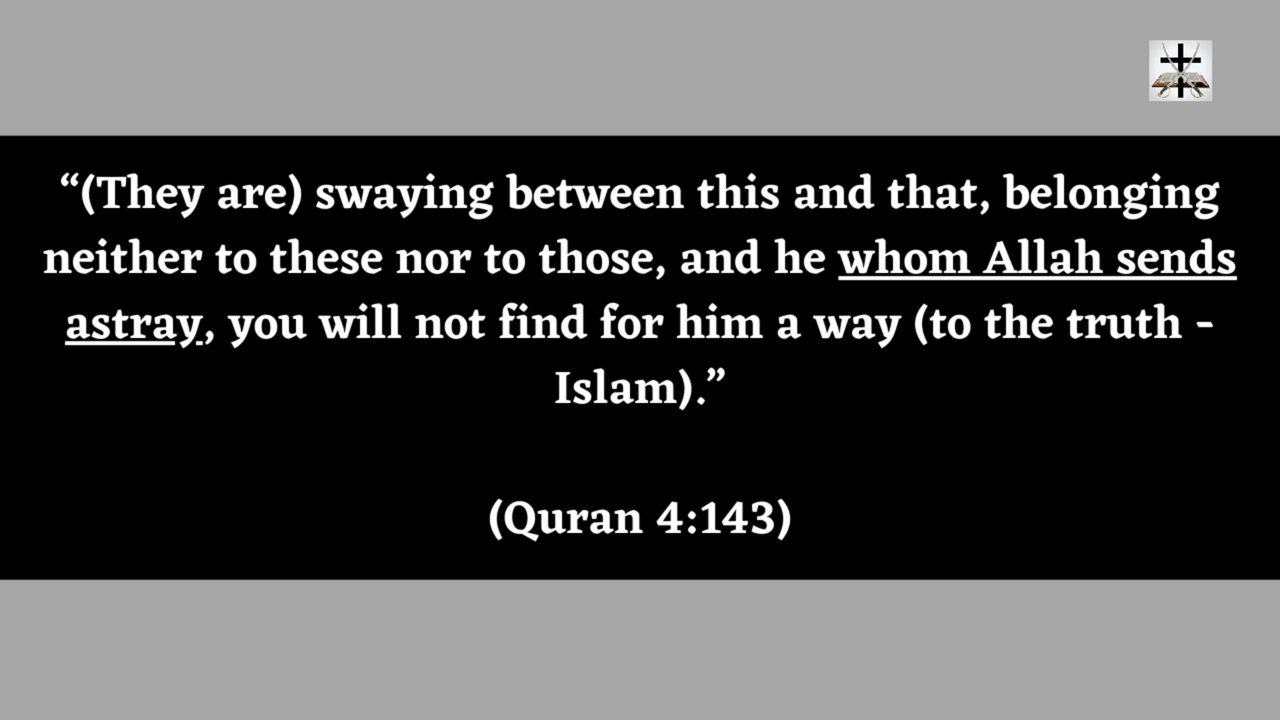 “(They are) swaying between this and that, belonging
neither to these nor to those, and he whom Allah sends
astray, you will not find for him a way (to the truth -
Islam).”
(Quran 4:143)